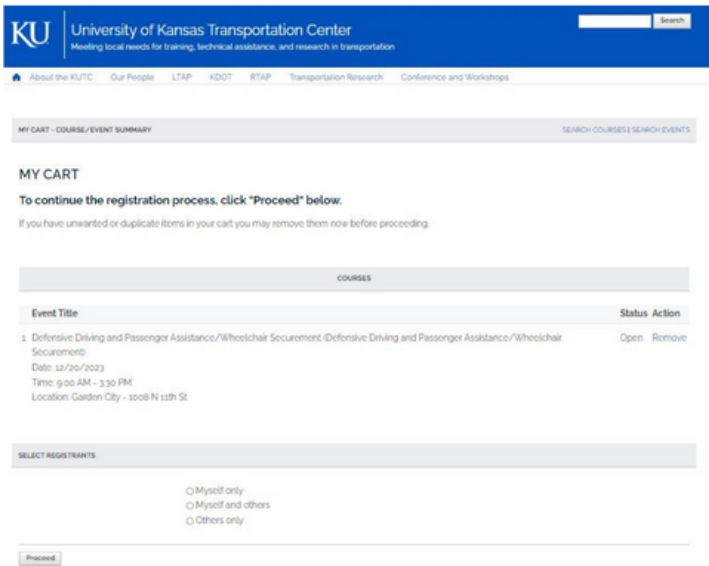 KU
University of Kansas Transportation Center
Meeting local needs for training, technical assistance, and research in transportation
Search
About the KUTC Our People LTAP KDOT RTAP Transportation Research Conference and Workshops
MY CART - COURSE/EVENT SUMMARY
SEARCH COURSES | SEARCH EVENTS
MY CART
To continue the registration process, click "Proceed" below.
If you have unwanted or duplicate items in your cart you may remove them now before proceeding.
COURSES
Event Title Status Action
1 Defensive Driving and Passenger Assistance/Wheelchair Securement (Defensive Driving and Passenger Assistance/Wheelchair Open Remove
Securement)
Date: 12/20/2023
Time: 9:00 AM - 3:30 PM
Location: Garden City - 1008 N 11th St
SELECT REGISTRANTS
Myself only
Myself and others
Others only
Proceed